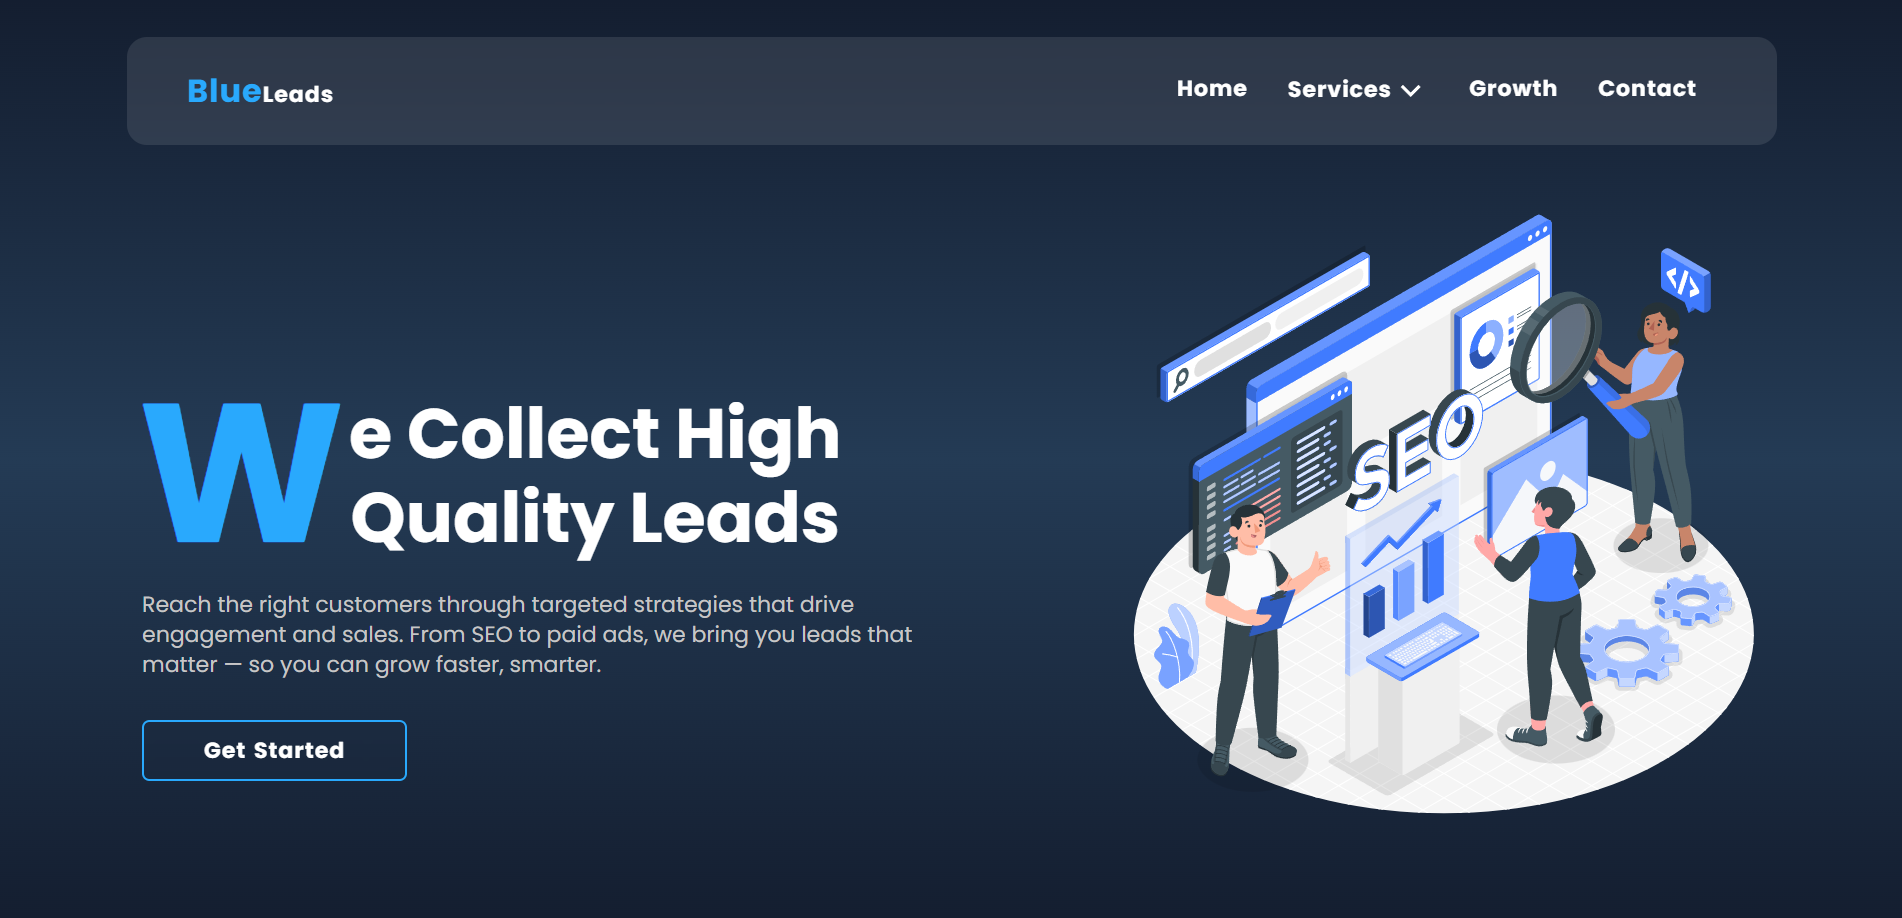 BlueLeads
Home Services Growth Contact
</>
SEO
We Collect High
Quality Leads
Reach the right customers through targeted strategies that drive
engagement and sales. From SEO to paid ads, we bring you leads that
matter — so you can grow faster, smarter.
Get Started